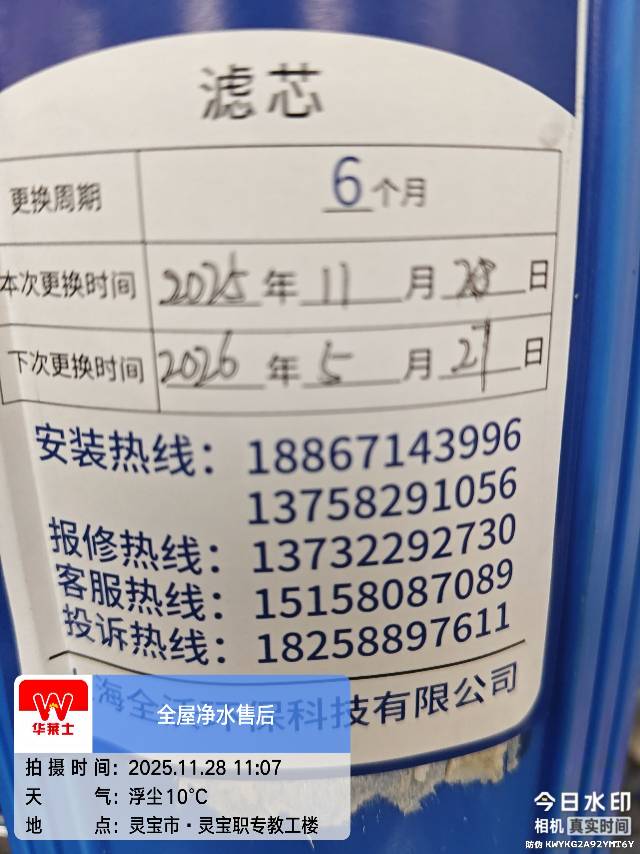 滤芯
更换周期 6个月
本次更换时间 2025年11月28日
下次更换时间 2026年5月27日
安装热线：18867143996
13758291056
报修热线：13732292730
客服热线：15158087089
投诉热线：18258897611
海全 保科技有限公司
华莱士
全屋净水售后
拍摄时间：2025.11.28 11:07
天气：浮尘10℃
地点：灵宝市·灵宝职专教工楼
今日水印
相机 真实时间
防伪 KWYKG2A92YMT6Y